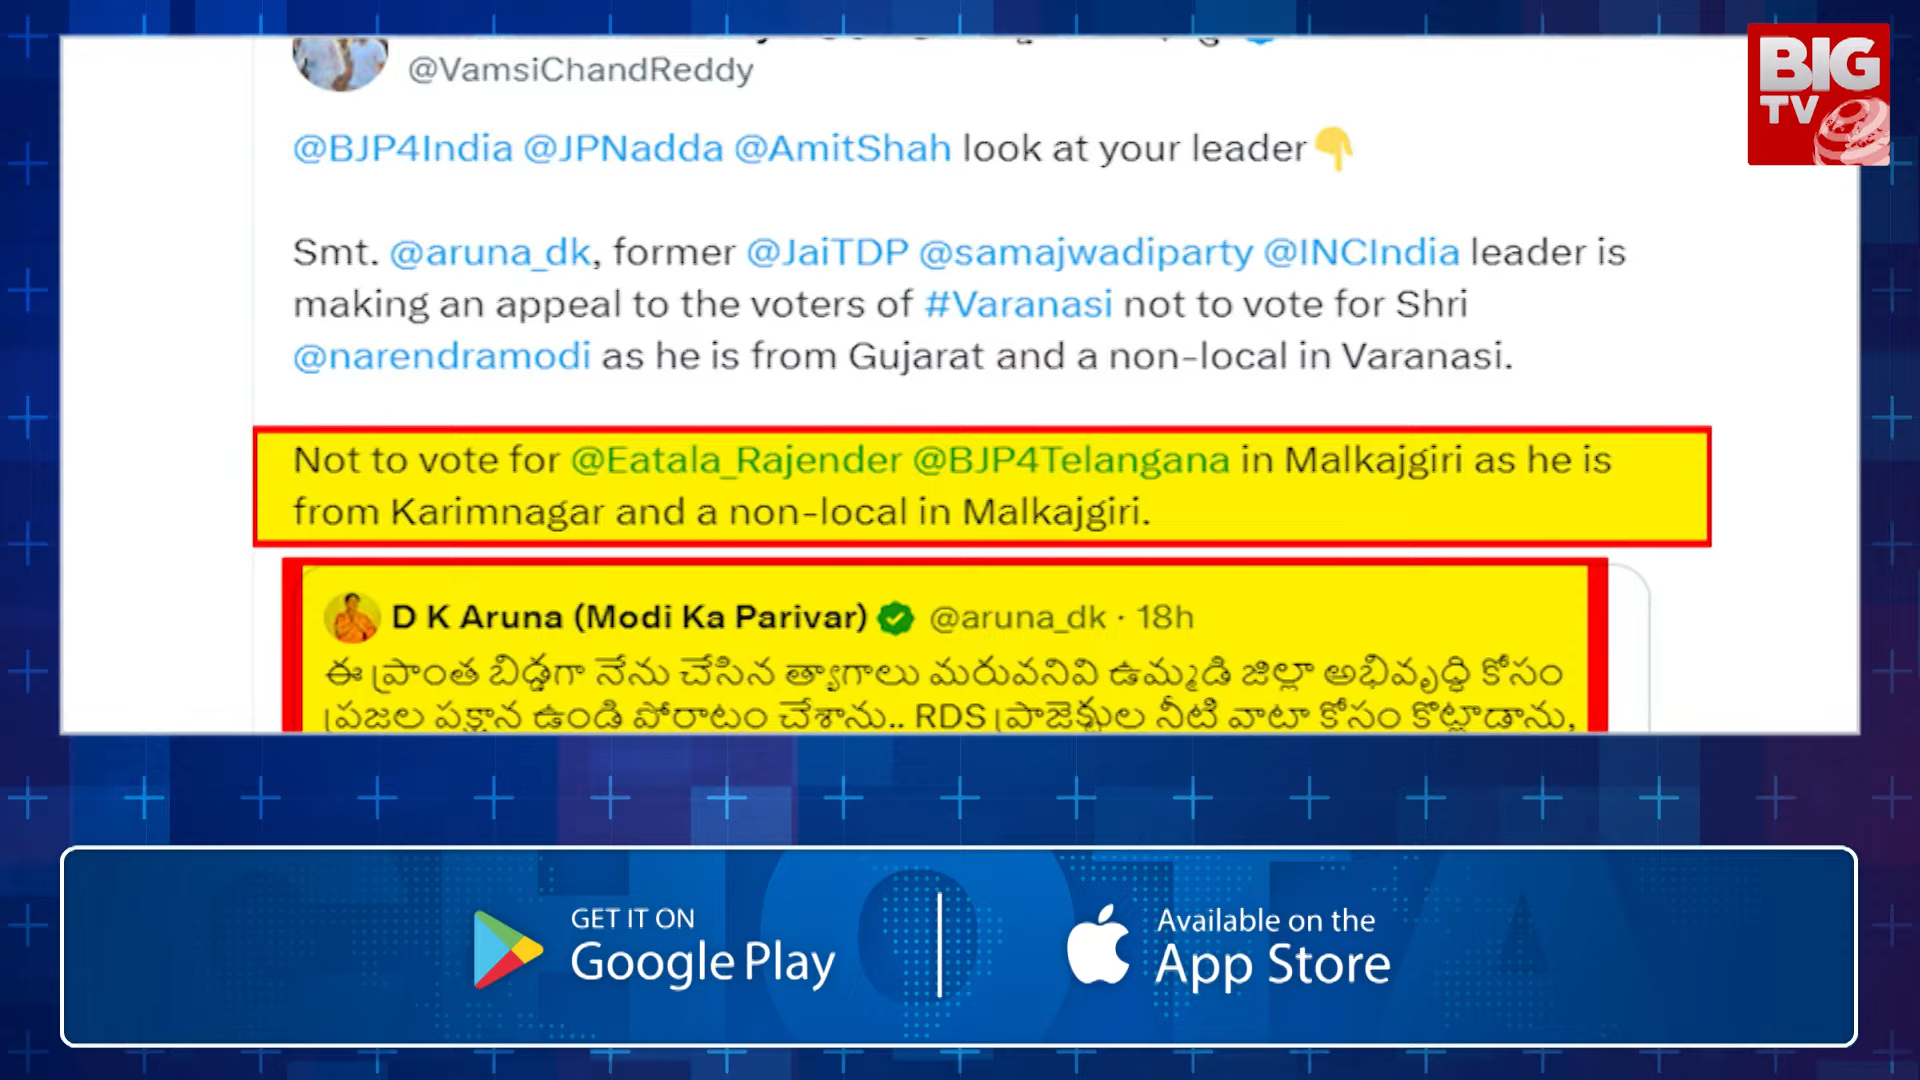 BIG
TV
@VamsiChandReddy
@BJP4India @JPNadda @AmitShah look at your leader👇
Smt. @aruna_dk, former @JaiTDP @samajwadiparty @INCIndia leader is
making an appeal to the voters of #Varanasi not to vote for Shri
@narendramodi as he is from Gujarat and a non-local in Varanasi.
Not to vote for @Eatala_Rajender @BJP4Telangana in Malkajgiri as he is
from Karimnagar and a non-local in Malkajgiri.
D K Aruna (Modi Ka Parivar) @aruna_dk · 18h
ఈ ప్రాంత బిడ్డగా నేను చేసిన త్యాగాలు మరువనివి ఉమ్మడి జిల్లా అభివృద్ధి కోసం
ప్రజల పక్షాన ఉండి పోరాటం చేశాను.. RDS ప్రాజెక్టుల నీటి వాటా కోసం కొట్లాడాను,
GET IT ON
Google Play
Available on the
App Store